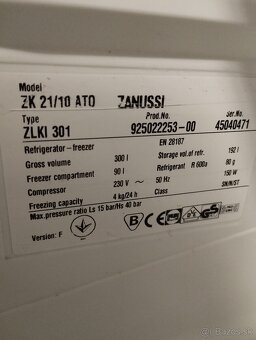 Model
ZK 21/10 ATO ZANUSSI
Type Prod.No. Ser.No.
ZLKI 301 925022253-00 45040471
Refrigerator-freezer EN 28187
Gross volume 300 l Storage vol.of refr. 192 l
Freezer compartment 90 l Refrigerant R 600a 80 g
Compressor 230 V ~ 50 Hz 150 W
Freezing capacity 4 kg/24 h Class SN/N/ST
Max.pressure ratio Ls 15 bar/Hs 40 bar
Version: F B CE GS